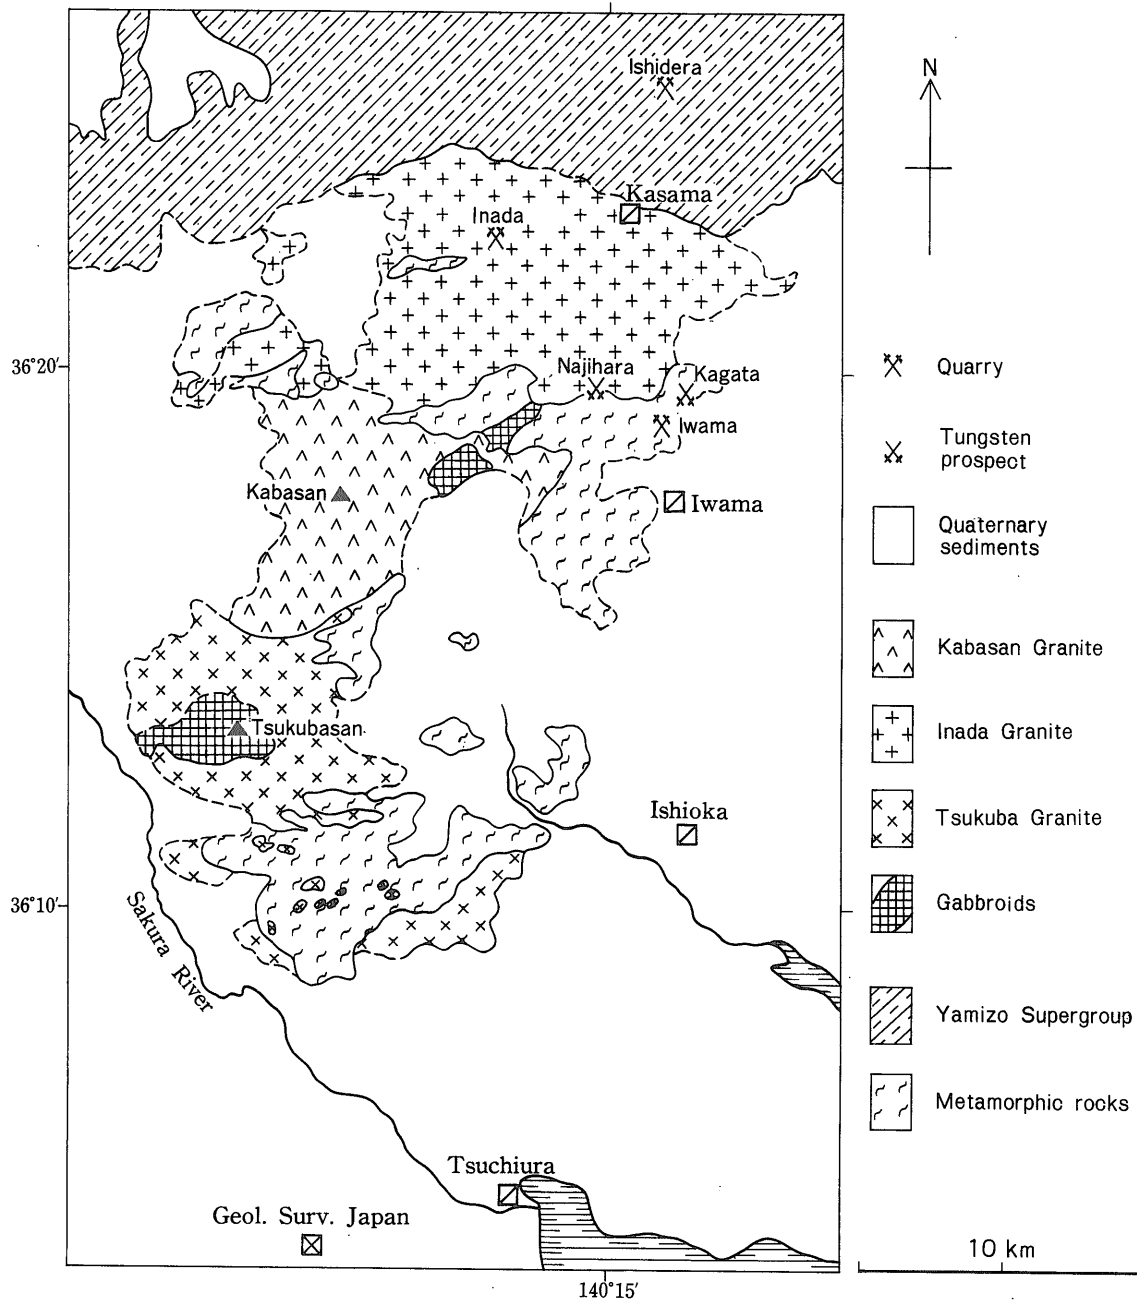 Ishidera
N
Kasama
Inada
36°20′
Najihara
Kagata
Iwama
Kabasan
Iwama
Tsukubasan
Ishioka
36°10′
Sakura River
Tsuchiura
Geol. Surv. Japan
140°15′
Quarry
Tungsten
prospect
Quaternary
sediments
Kabasan Granite
Inada Granite
Tsukuba Granite
Gabbroids
Yamizo Supergroup
Metamorphic rocks
10 km